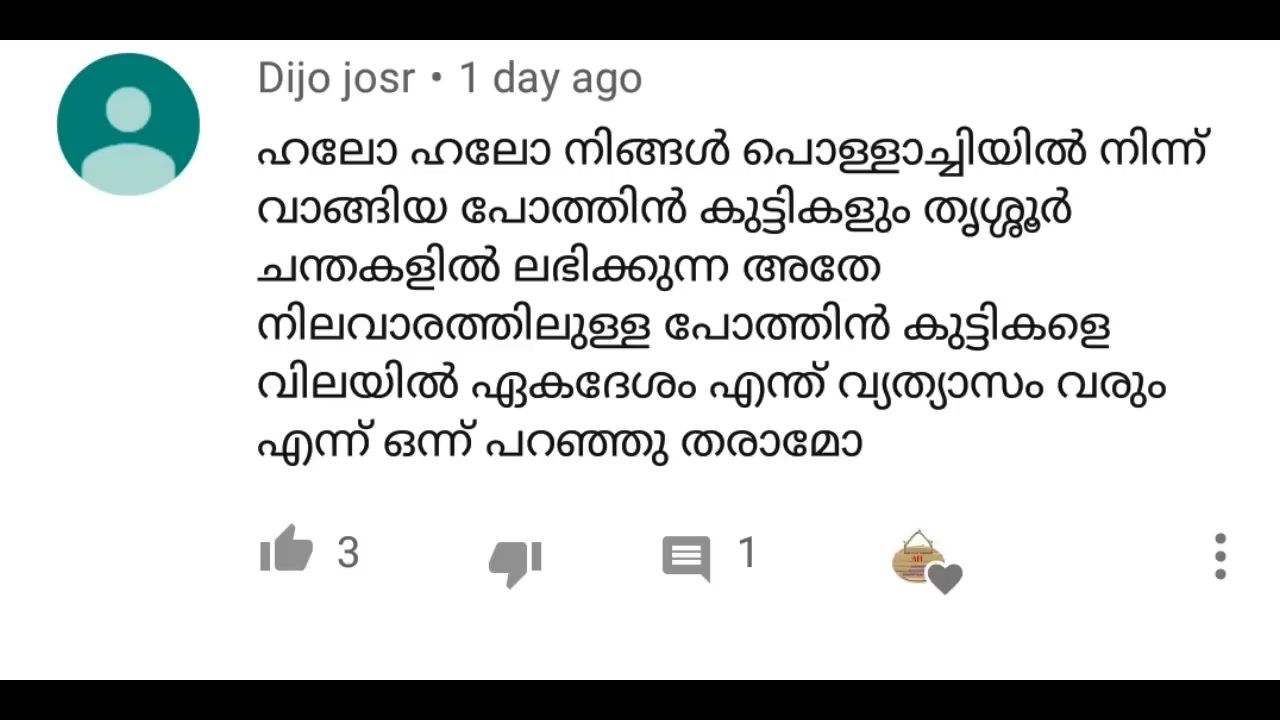 Dijo josr • 1 day ago
ഹലോ ഹലോ നിങ്ങൾ പൊള്ളാച്ചിയിൽ നിന്ന്
വാങ്ങിയ പോത്തിൻ കുട്ടികളും തൃശ്ശൂർ
ചന്തകളിൽ ലഭിക്കുന്ന അതേ
നിലവാരത്തിലുള്ള പോത്തിൻ കുട്ടികളെ
വിലയിൽ ഏകദേശം എന്ത് വ്യത്യാസം വരും
എന്ന് ഒന്ന് പറഞ്ഞു തരാമോ
3 1